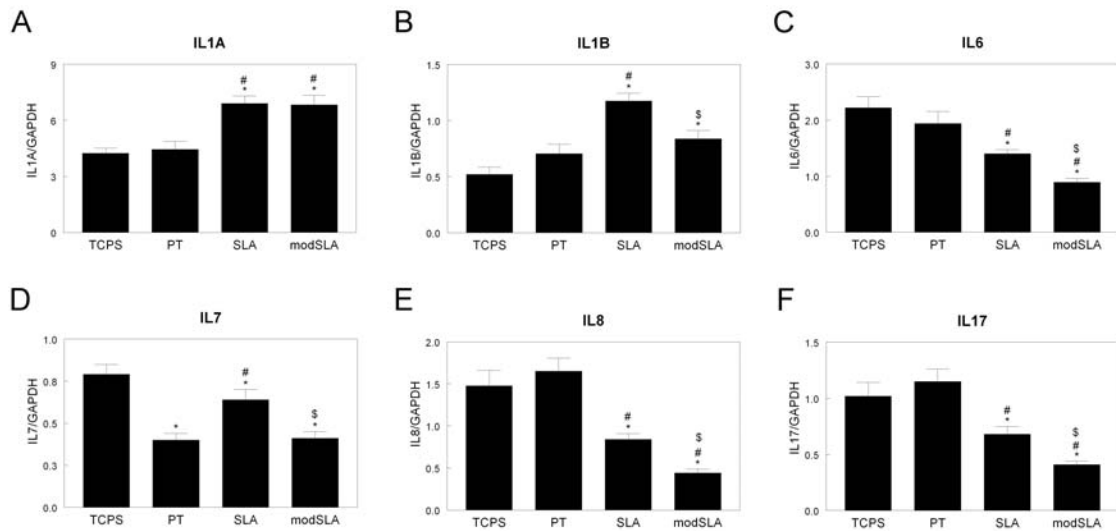 A
IL1A
IL1A/GAPDH
9
6
3
0
#
*
#
*
TCPS PT SLA modSLA
B
IL1B
IL1B/GAPDH
1.5
1.0
0.5
0.0
#
*
$
*
TCPS PT SLA modSLA
C
IL6
IL6/GAPDH
3.0
2.0
1.0
0.0
#
*
$
#
*
TCPS PT SLA modSLA
D
IL7
IL7/GAPDH
1.0
0.8
0.5
0.3
0.0
*
#
*
$
*
TCPS PT SLA modSLA
E
IL8
IL8/GAPDH
2.0
1.5
1.0
0.5
0.0
#
*
$
#
*
TCPS PT SLA modSLA
F
IL17
IL17/GAPDH
1.5
1.0
0.5
0.0
#
*
$
#
*
TCPS PT SLA modSLA